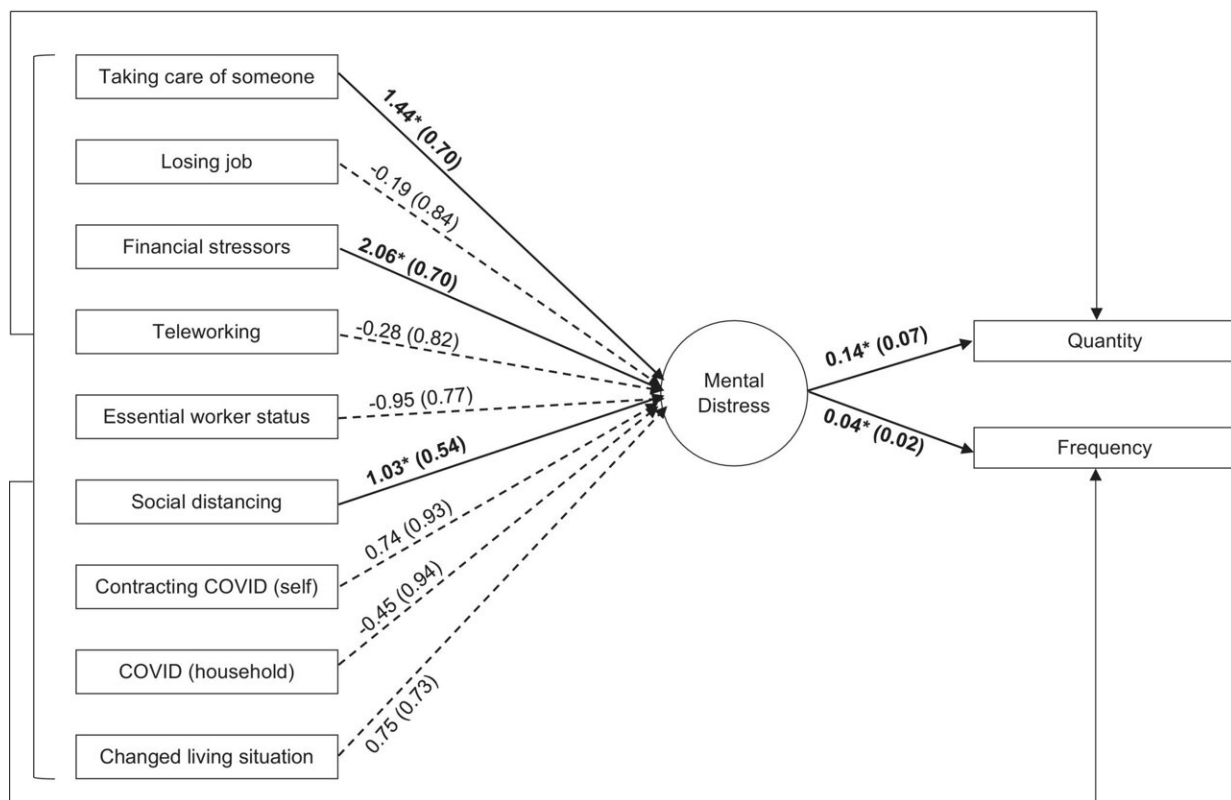 Taking care of someone
1.44* (0.70)
Losing job
-0.19 (0.84)
Financial stressors
2.06* (0.70)
Teleworking
-0.28 (0.82)
Essential worker status
-0.95 (0.77)
Social distancing
1.03* (0.54)
Contracting COVID (self)
0.74 (0.93)
COVID (household)
-0.45 (0.94)
Changed living situation
0.75 (0.73)
Mental
Distress
0.14* (0.07)
Quantity
0.04* (0.02)
Frequency